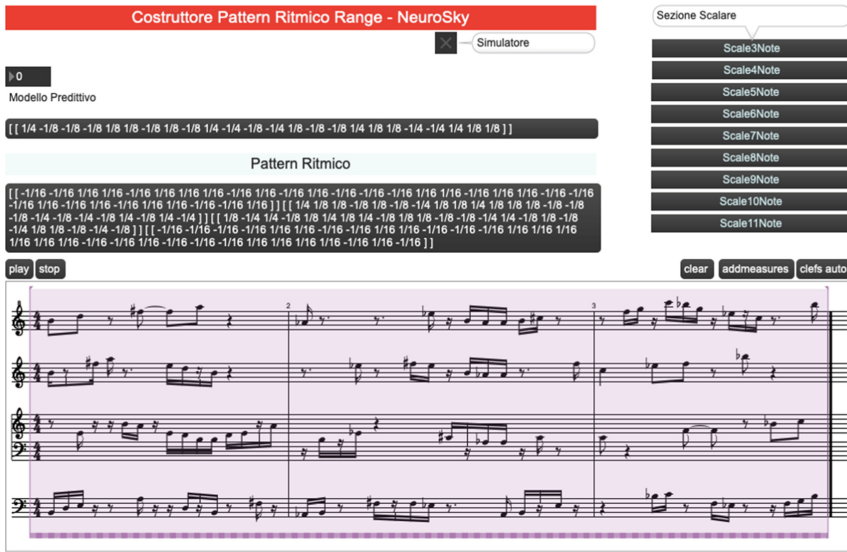 Costruttore Pattern Ritmico Range - NeuroSky
Simulatore
0
Modello Predittivo
[ [ 1/4 -1/8 -1/8 -1/8 1/8 1/8 -1/8 1/8 -1/8 1/4 -1/4 -1/8 -1/4 1/8 -1/8 -1/8 1/4 1/8 1/8 -1/4 -1/4 1/4 1/8 1/8 ] ]
Pattern Ritmico
[ [ -1/16 -1/16 1/16 1/16 -1/16 1/16 1/16 1/16 -1/16 1/16 -1/16 1/16 -1/16 -1/16 -1/16 1/16 1/16 -1/16 1/16 1/16 1/16 -1/16 -1/16
-1/16 1/16 -1/16 1/16 -1/16 -1/16 1/16 -1/16 1/16 1/16 ] ] [ [ 1/4 1/8 1/8 -1/8 1/8 -1/8 -1/4 1/8 1/8 1/4 1/8 1/8 1/8 -1/8 -1/8
-1/8 -1/4 -1/8 -1/4 -1/8 1/4 -1/8 1/4 -1/4 ] ] [ [ 1/8 -1/4 1/4 -1/8 1/8 1/4 1/8 1/4 -1/8 1/8 1/8 -1/8 -1/8 -1/4 1/4 -1/8 1/8 -1/8
-1/4 1/8 1/8 -1/8 -1/4 -1/8 ] ] [ [ -1/16 -1/16 1/16 -1/16 1/16 1/16 -1/16 1/16 -1/16 -1/16 -1/16 1/16 1/16 1/16 1/16
1/16 1/16 1/16 -1/16 -1/16 -1/16 1/16 -1/16 -1/16 -1/16 1/16 1/16 1/16 1/16 -1/16 1/16 -1/16 ] ]
Sezione Scalare
Scale3Note
Scale4Note
Scale5Note
Scale6Note
Scale7Note
Scale8Note
Scale9Note
Scale10Note
Scale11Note
play stop clear addmeasures clefs auto
2 3